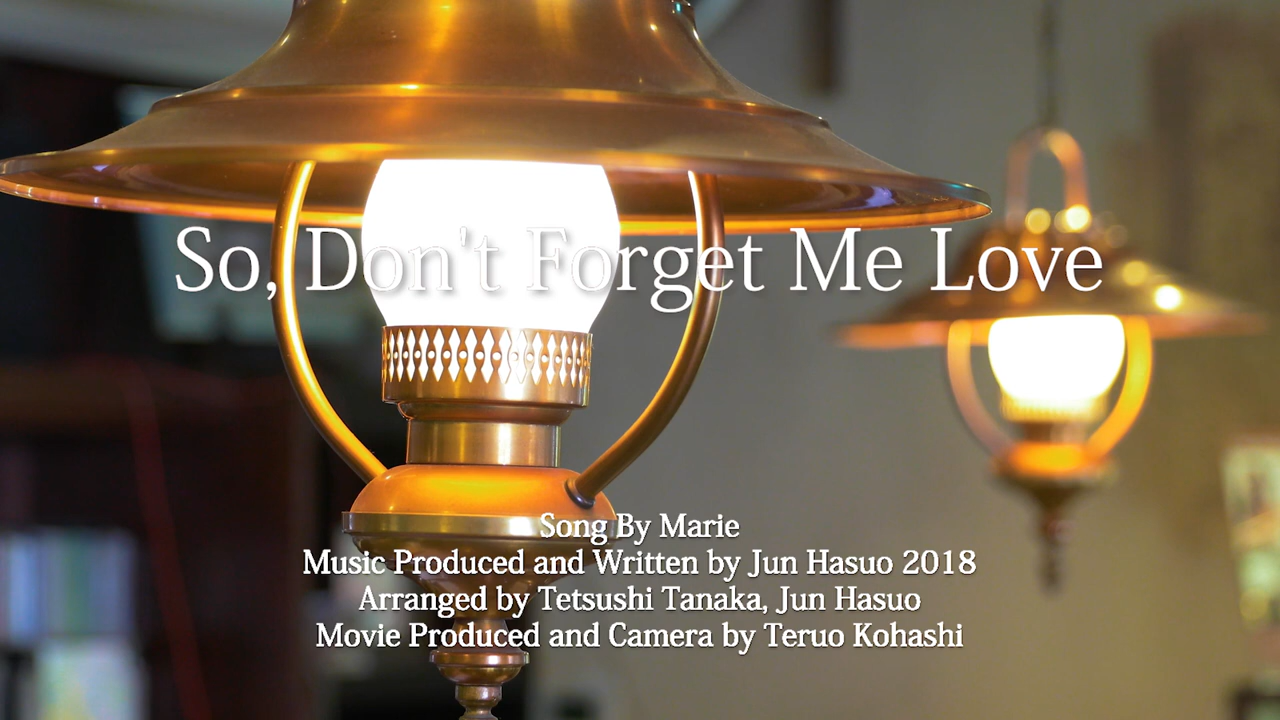 So, Don't Forget Me Love
Song By Marie
Music Produced and Written by Jun Hasuo 2018
Arranged by Tetsushi Tanaka, Jun Hasuo
Movie Produced and Camera by Teruo Kohashi